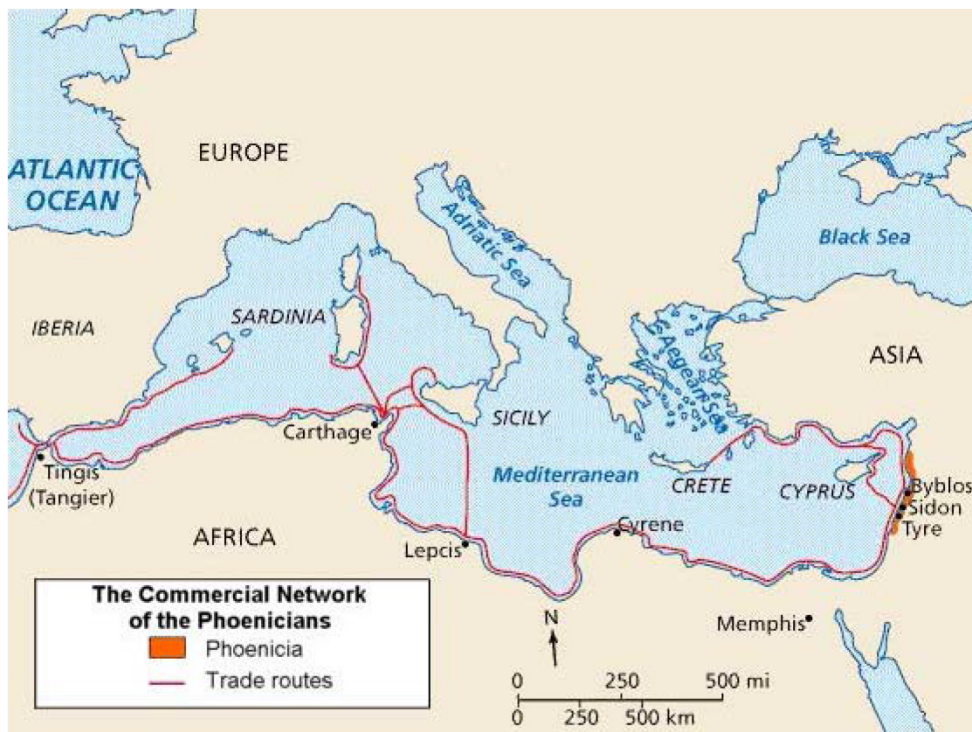 EUROPE
ATLANTIC
OCEAN
Adriatic Sea
Black Sea
IBERIA
SARDINIA
Aegean Sea
ASIA
SICILY
Carthage
Tingis
(Tangier)
Mediterranean
Sea
CRETE
CYPRUS
Byblos
Sidon
Tyre
AFRICA
Lepcis
Cyrene
Memphis
The Commercial Network
of the Phoenicians
Phoenicia
Trade routes
N
0 250 500 mi
0 250 500 km